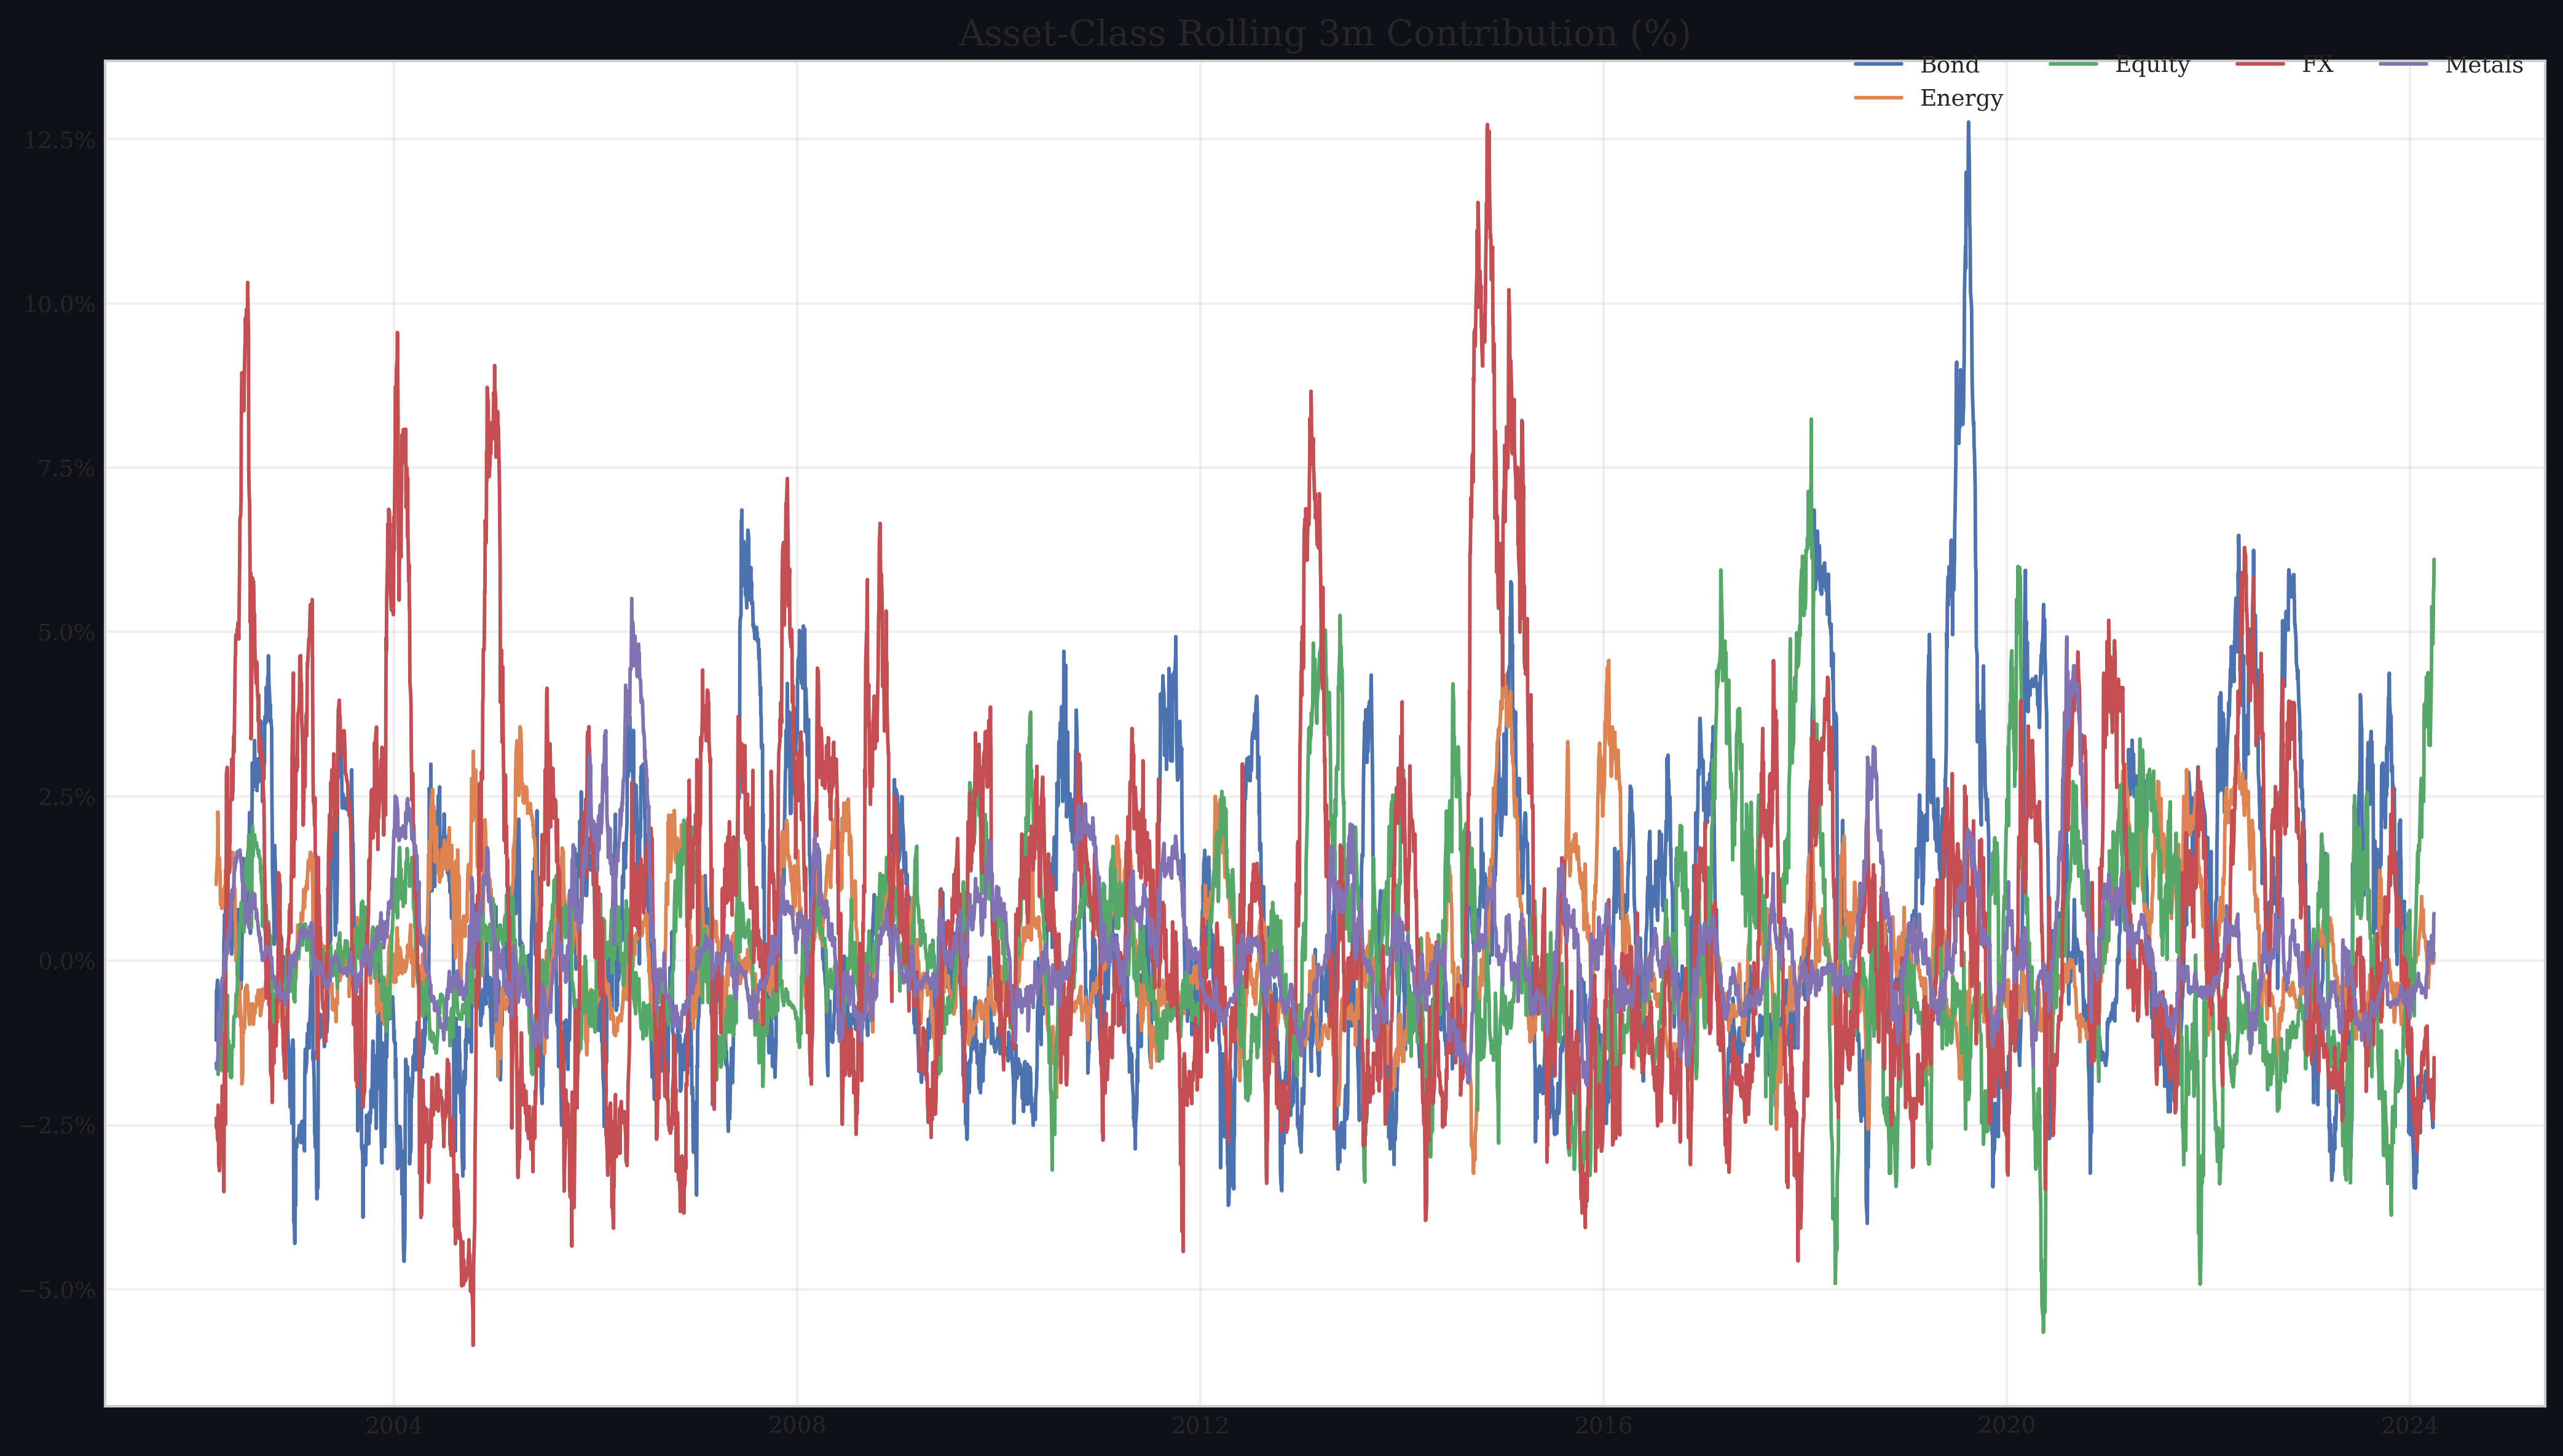 Asset-Class Rolling 3m Contribution (%)
Bond Equity FX Metals
Energy
12.5%
10.0%
7.5%
5.0%
2.5%
0.0%
−2.5%
−5.0%
2004 2008 2012 2016 2020 2024